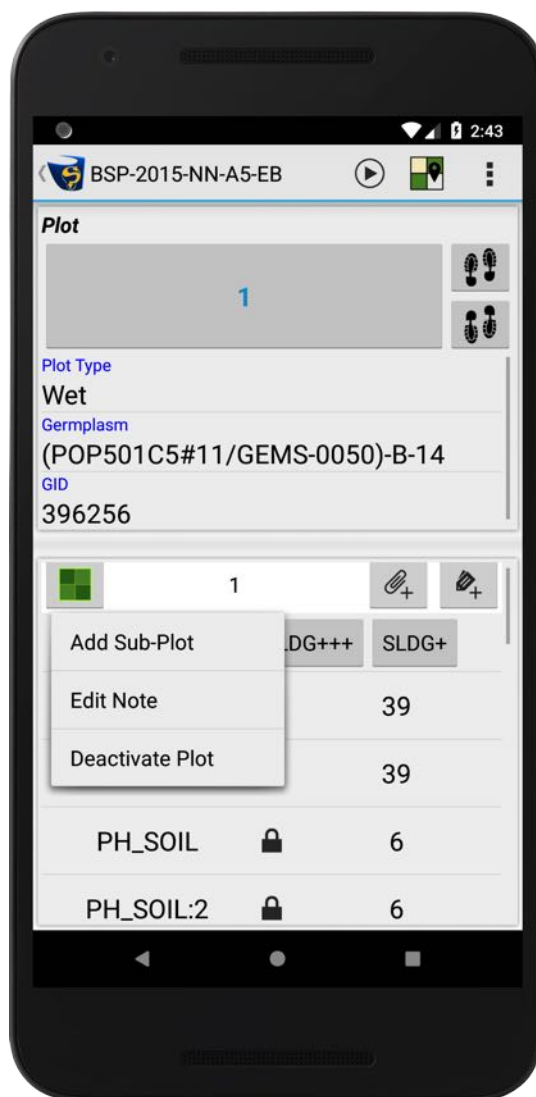 2:43
BSP-2015-NN-A5-EB
Plot
1
Plot Type
Wet
Germplasm
(POP501C5#11/GEMS-0050)-B-14
GID
396256
1
Add Sub-Plot
LDG+++ SLDG+
Edit Note
39
Deactivate Plot
39
PH_SOIL 6
PH_SOIL:2 6